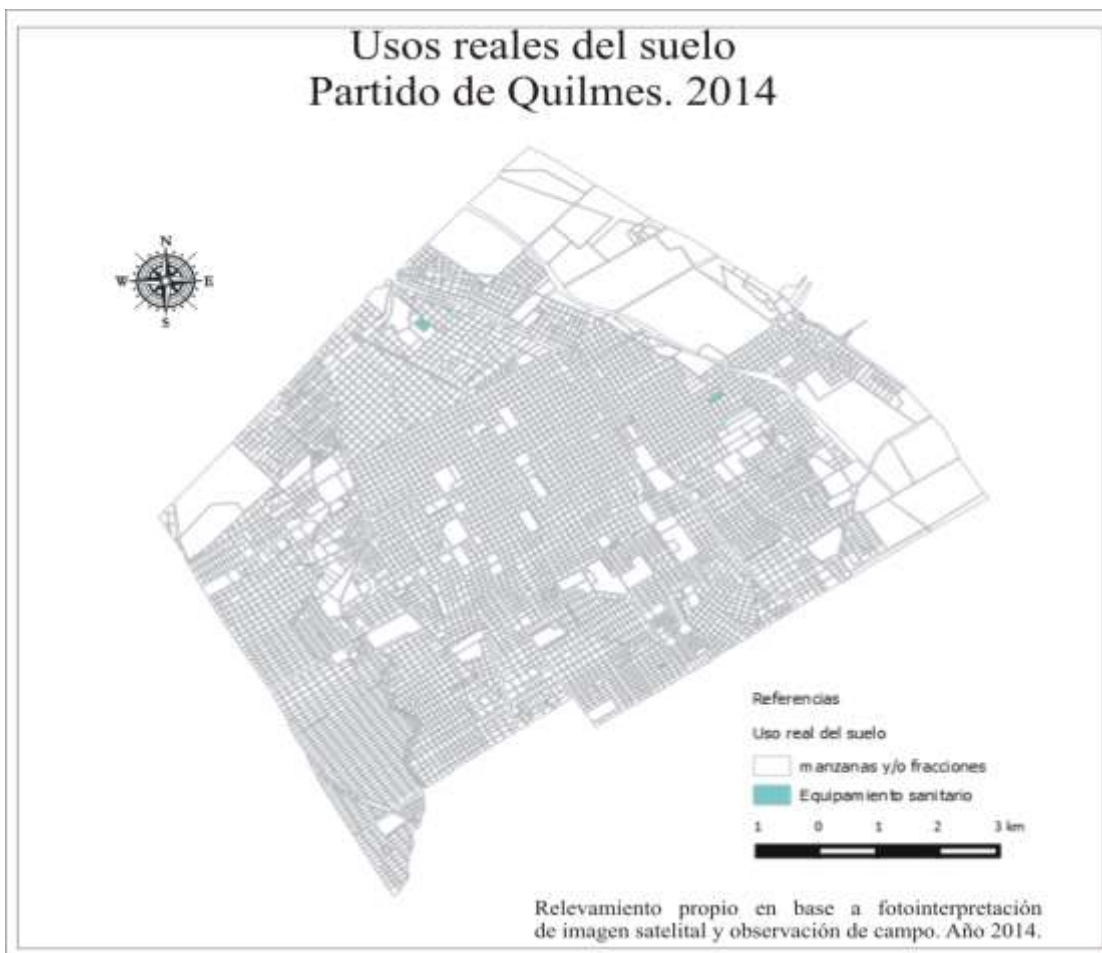 Usos reales del suelo
Partido de Quilmes. 2014
N
W E
S
Referencias
Uso real del suelo
manzanas y/o fracciones
Equipamiento sanitario
1 0 1 2 3 km
Relevamiento propio en base a fotointerpretación
de imagen satelital y observación de campo. Año 2014.